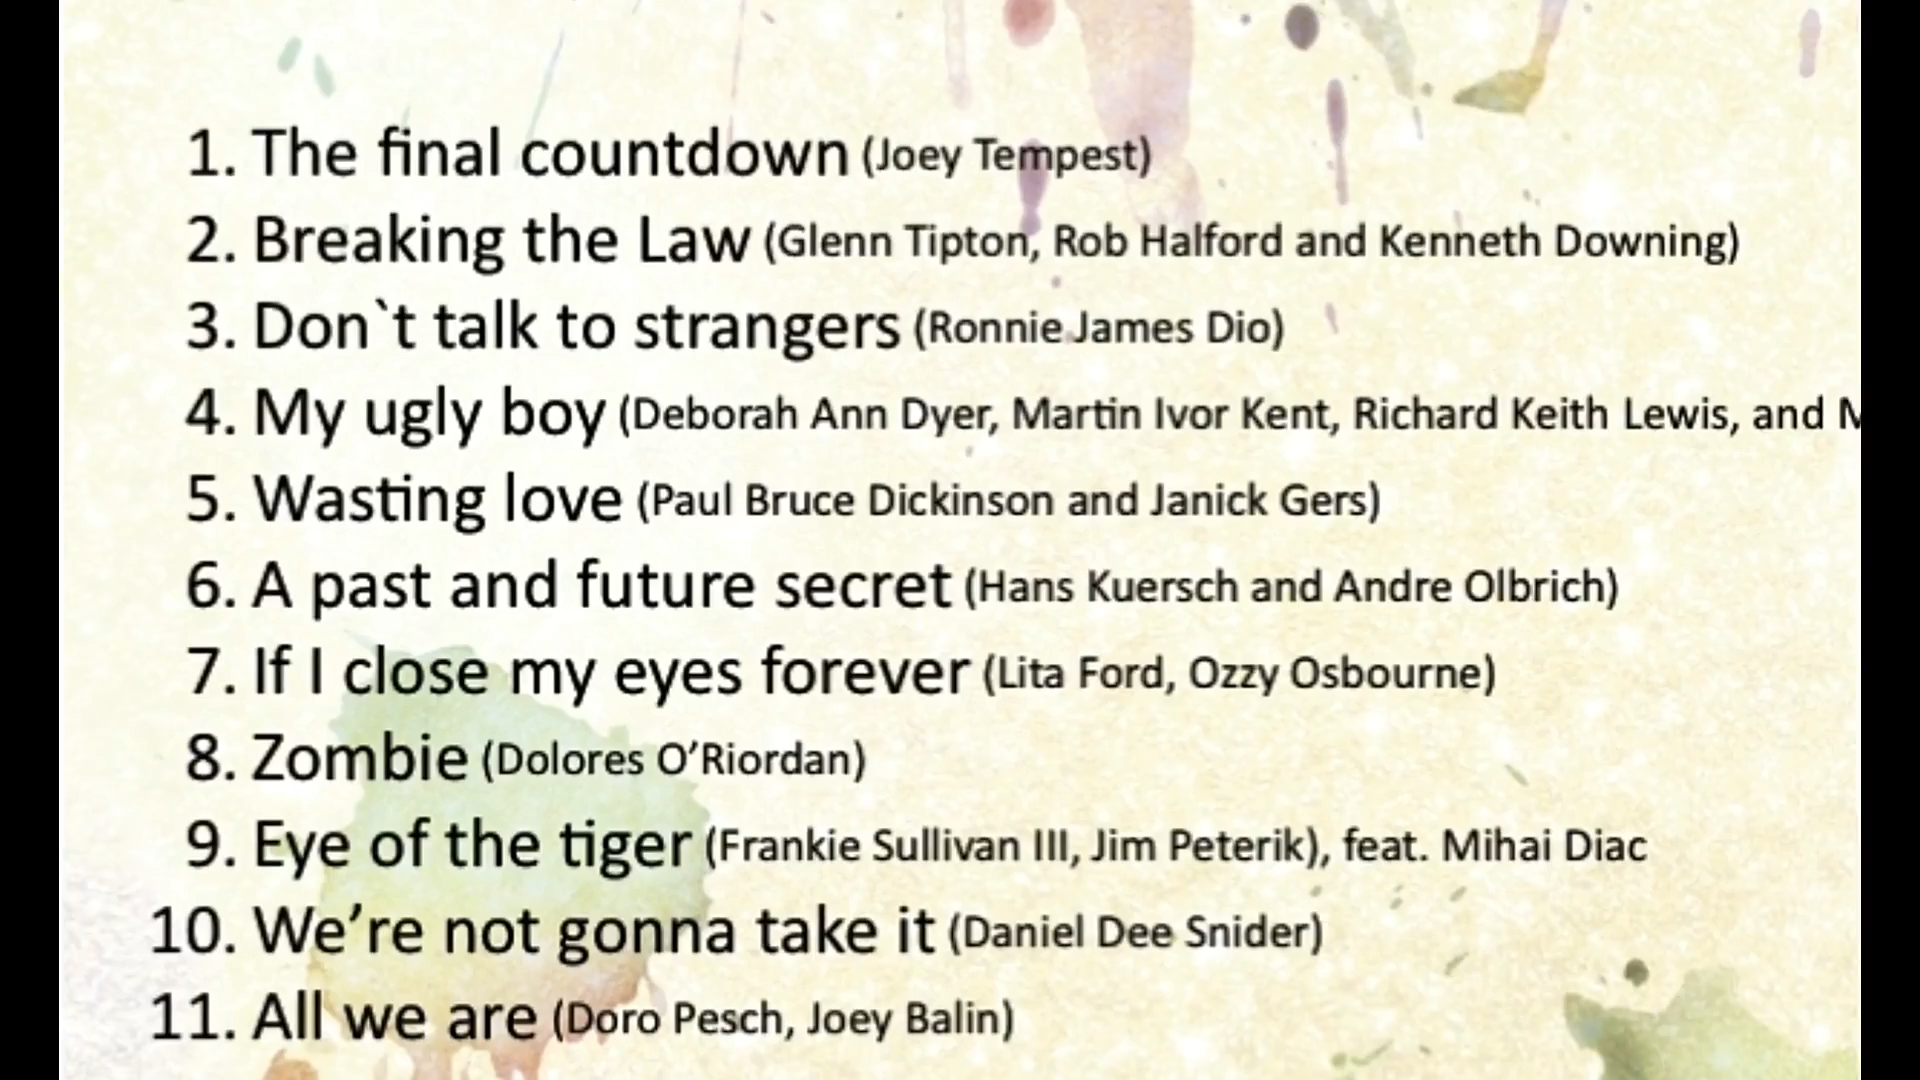 1. The final countdown (Joey Tempest)
2. Breaking the Law (Glenn Tipton, Rob Halford and Kenneth Downing)
3. Don`t talk to strangers (Ronnie James Dio)
4. My ugly boy (Deborah Ann Dyer, Martin Ivor Kent, Richard Keith Lewis, and
5. Wasting love (Paul Bruce Dickinson and Janick Gers)
6. A past and future secret (Hans Kuersch and Andre Olbrich)
7. If I close my eyes forever (Lita Ford, Ozzy Osbourne)
8. Zombie (Dolores O’Riordan)
9. Eye of the tiger (Frankie Sullivan III, Jim Peterik), feat. Mihai Diac
10. We’re not gonna take it (Daniel Dee Snider)
11. All we are (Doro Pesch, Joey Balin)